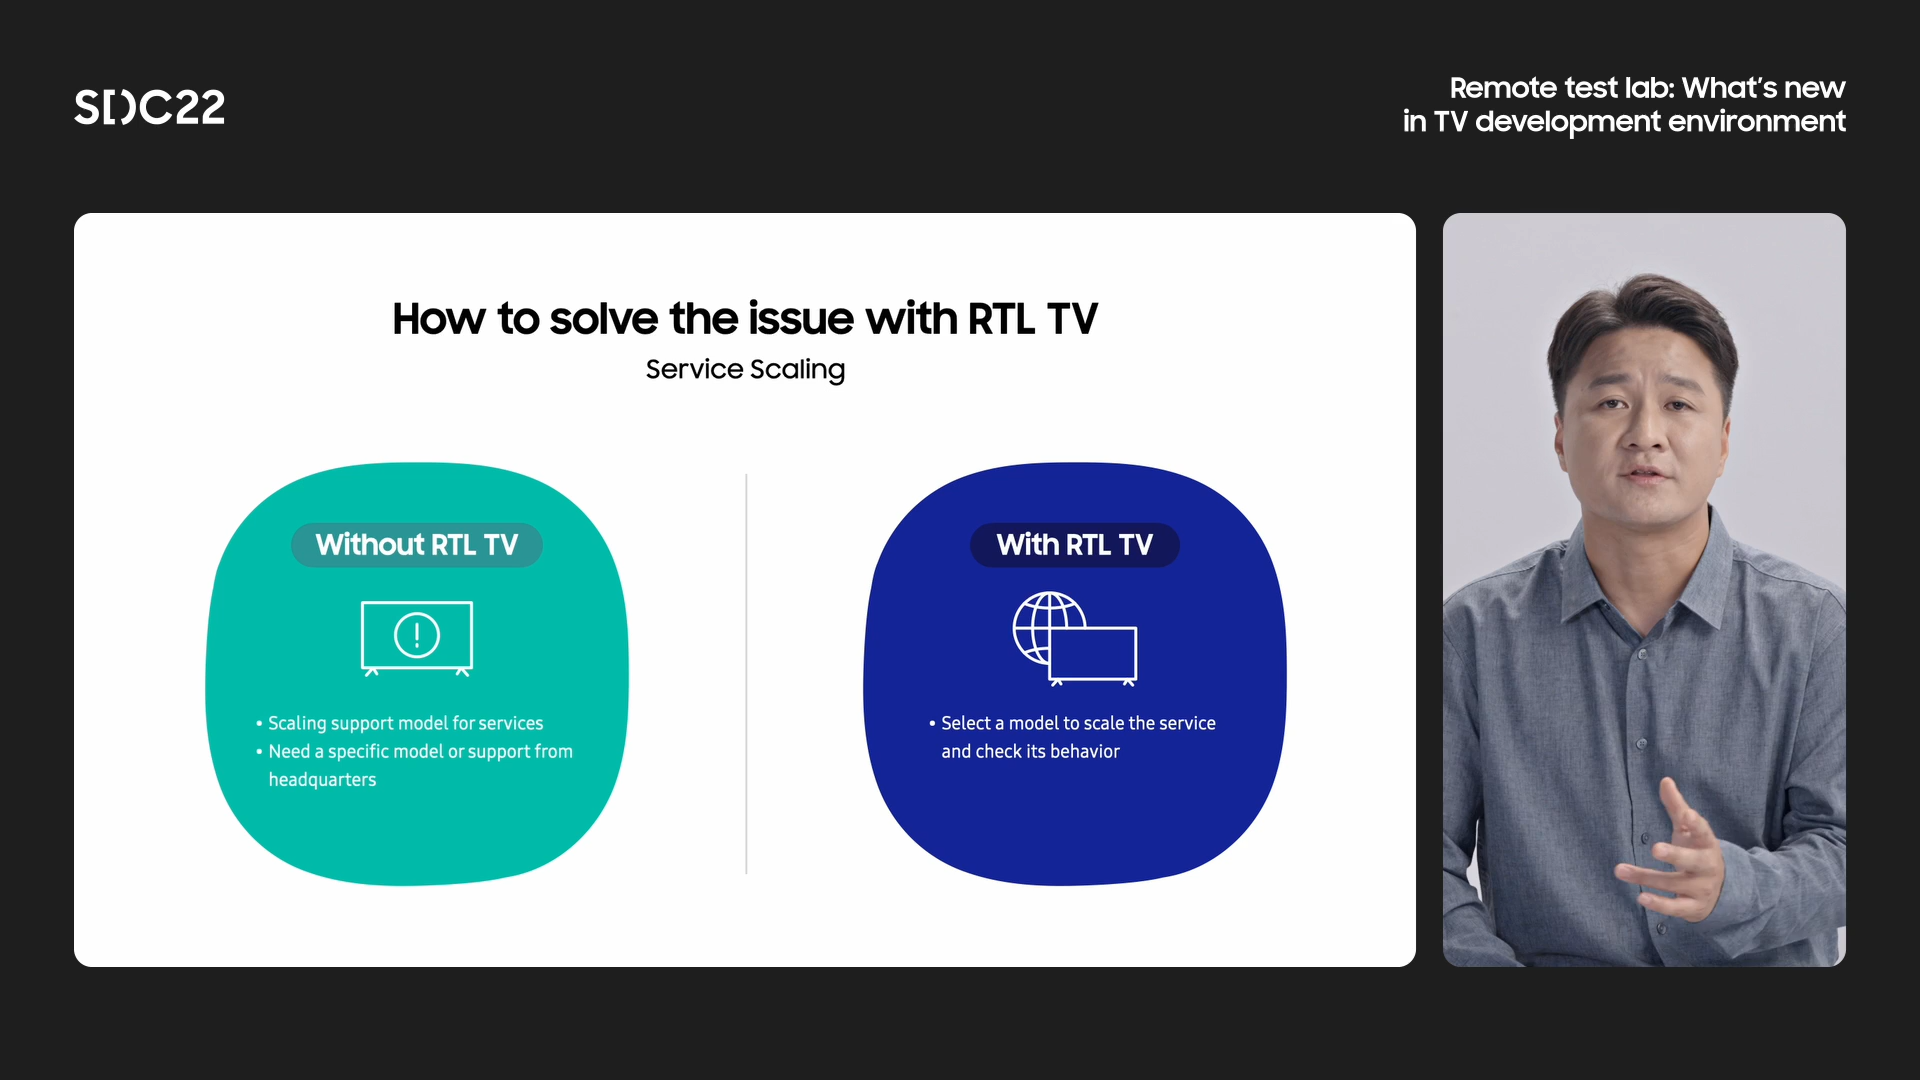 SDC22
Remote test lab: What's new
in TV development environment
How to solve the issue with RTL TV
Service Scaling
Without RTL TV
• Scaling support model for services
• Need a specific model or support from
headquarters
With RTL TV
• Select a model to scale the service
and check its behavior